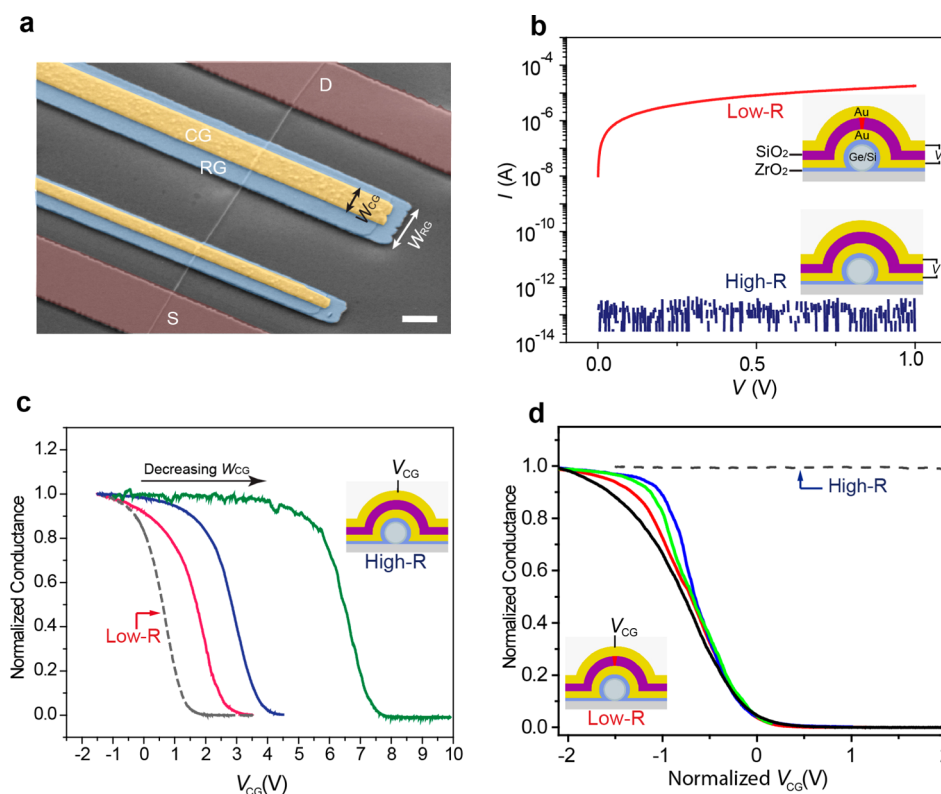 a
D
CG
RG
W_CG
W_RG
S
b
10^-4
10^-6
10^-8
10^-10
10^-12
10^-14
I (A)
Low-R
Au
Au
SiO₂
Ge/Si
ZrO₂
V
High-R
V
0.0 0.5 1.0
V (V)
c
1.2
1.0
0.8
0.6
0.4
0.2
0.0
Normalized Conductance
Decreasing W_CG
V_CG
High-R
Low-R
-2 -1 0 1 2 3 4 5 6 7 8 9 10
V_CG(V)
d
1.0
0.8
0.6
0.4
0.2
0.0
Normalized Conductance
High-R
V_CG
Low-R
-2 -1 0 1
Normalized V_CG(V)